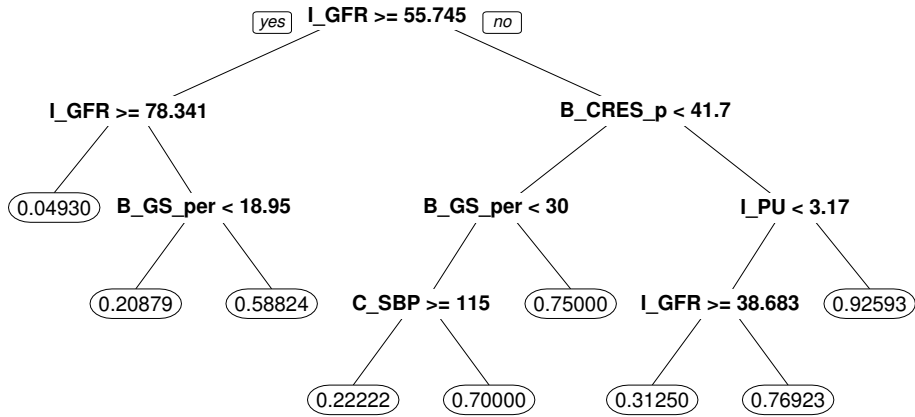 yes I_GFR >= 55.745 no
I_GFR >= 78.341 B_CRES_p < 41.7
0.04930 B_GS_per < 18.95 B_GS_per < 30 I_PU < 3.17
0.20879 0.58824 C_SBP >= 115 0.75000 I_GFR >= 38.683 0.92593
0.22222 0.70000 0.31250 0.76923